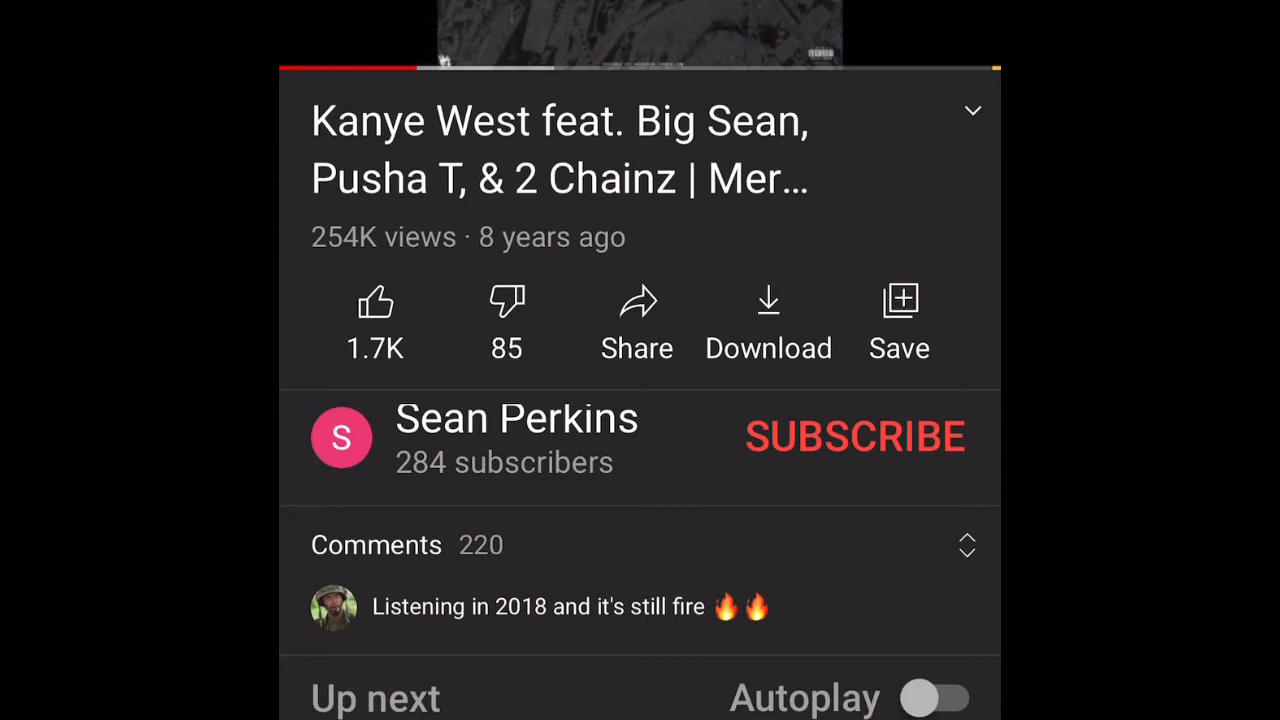 Kanye West feat. Big Sean,
Pusha T, & 2 Chainz | Mer...
254K views · 8 years ago
1.7K 85 Share Download Save
S Sean Perkins SUBSCRIBE
284 subscribers
Comments 220
Listening in 2018 and it's still fire 🔥🔥
Up next Autoplay